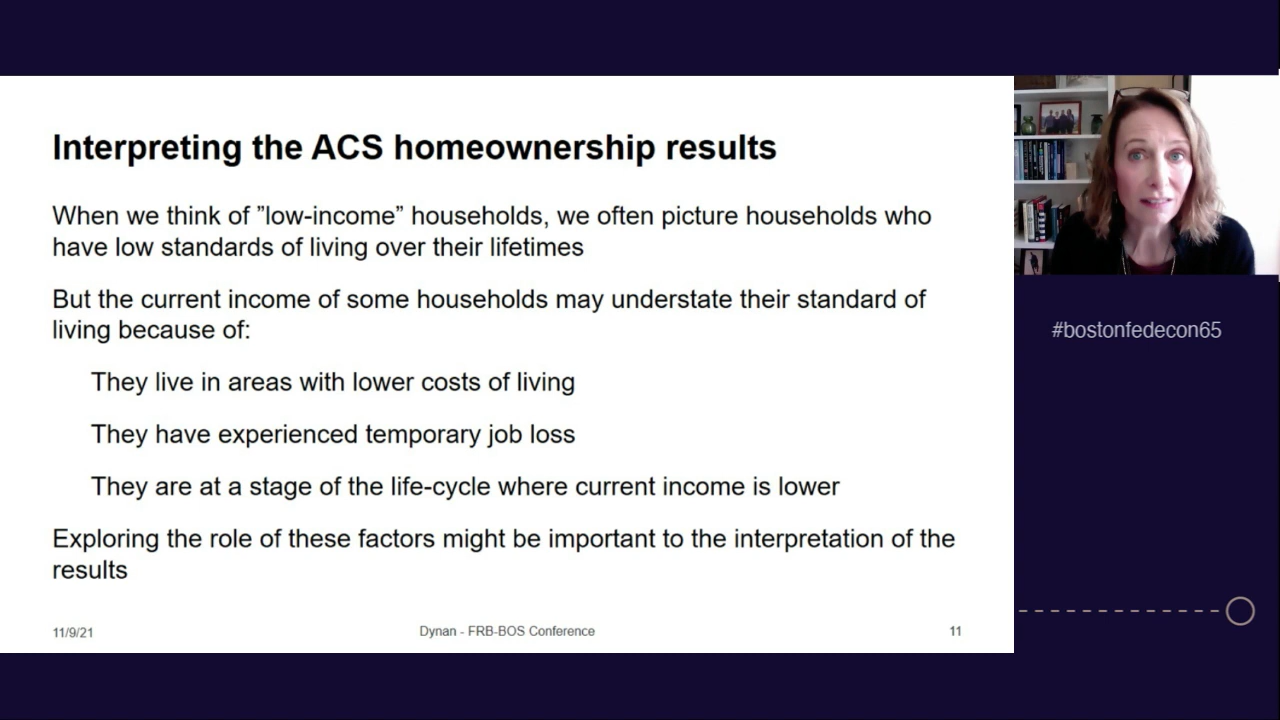 Interpreting the ACS homeownership results
When we think of ”low-income” households, we often picture households who
have low standards of living over their lifetimes
But the current income of some households may understate their standard of
living because of:
They live in areas with lower costs of living
They have experienced temporary job loss
They are at a stage of the life-cycle where current income is lower
Exploring the role of these factors might be important to the interpretation of the
results
11/9/21
Dynan - FRB-BOS Conference
11
#bostonfedecon65